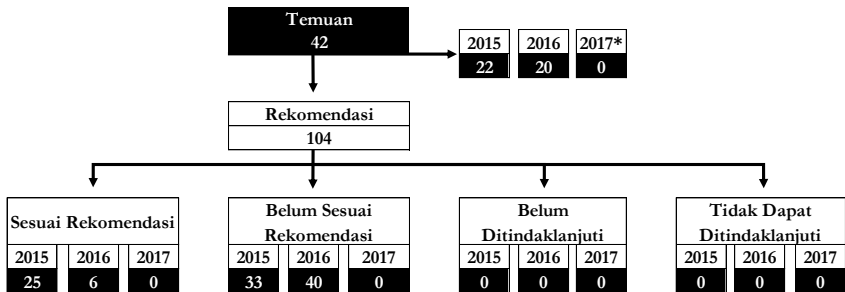 Temuan
42
2015 2016 2017*
22 20 0
Rekomendasi
104
Sesuai Rekomendasi
2015 2016 2017
25 6 0
Belum Sesuai
Rekomendasi
2015 2016 2017
33 40 0
Belum
Ditindaklanjuti
2015 2016 2017
0 0 0
Tidak Dapat
Ditindaklanjuti
2015 2016 2017
0 0 0